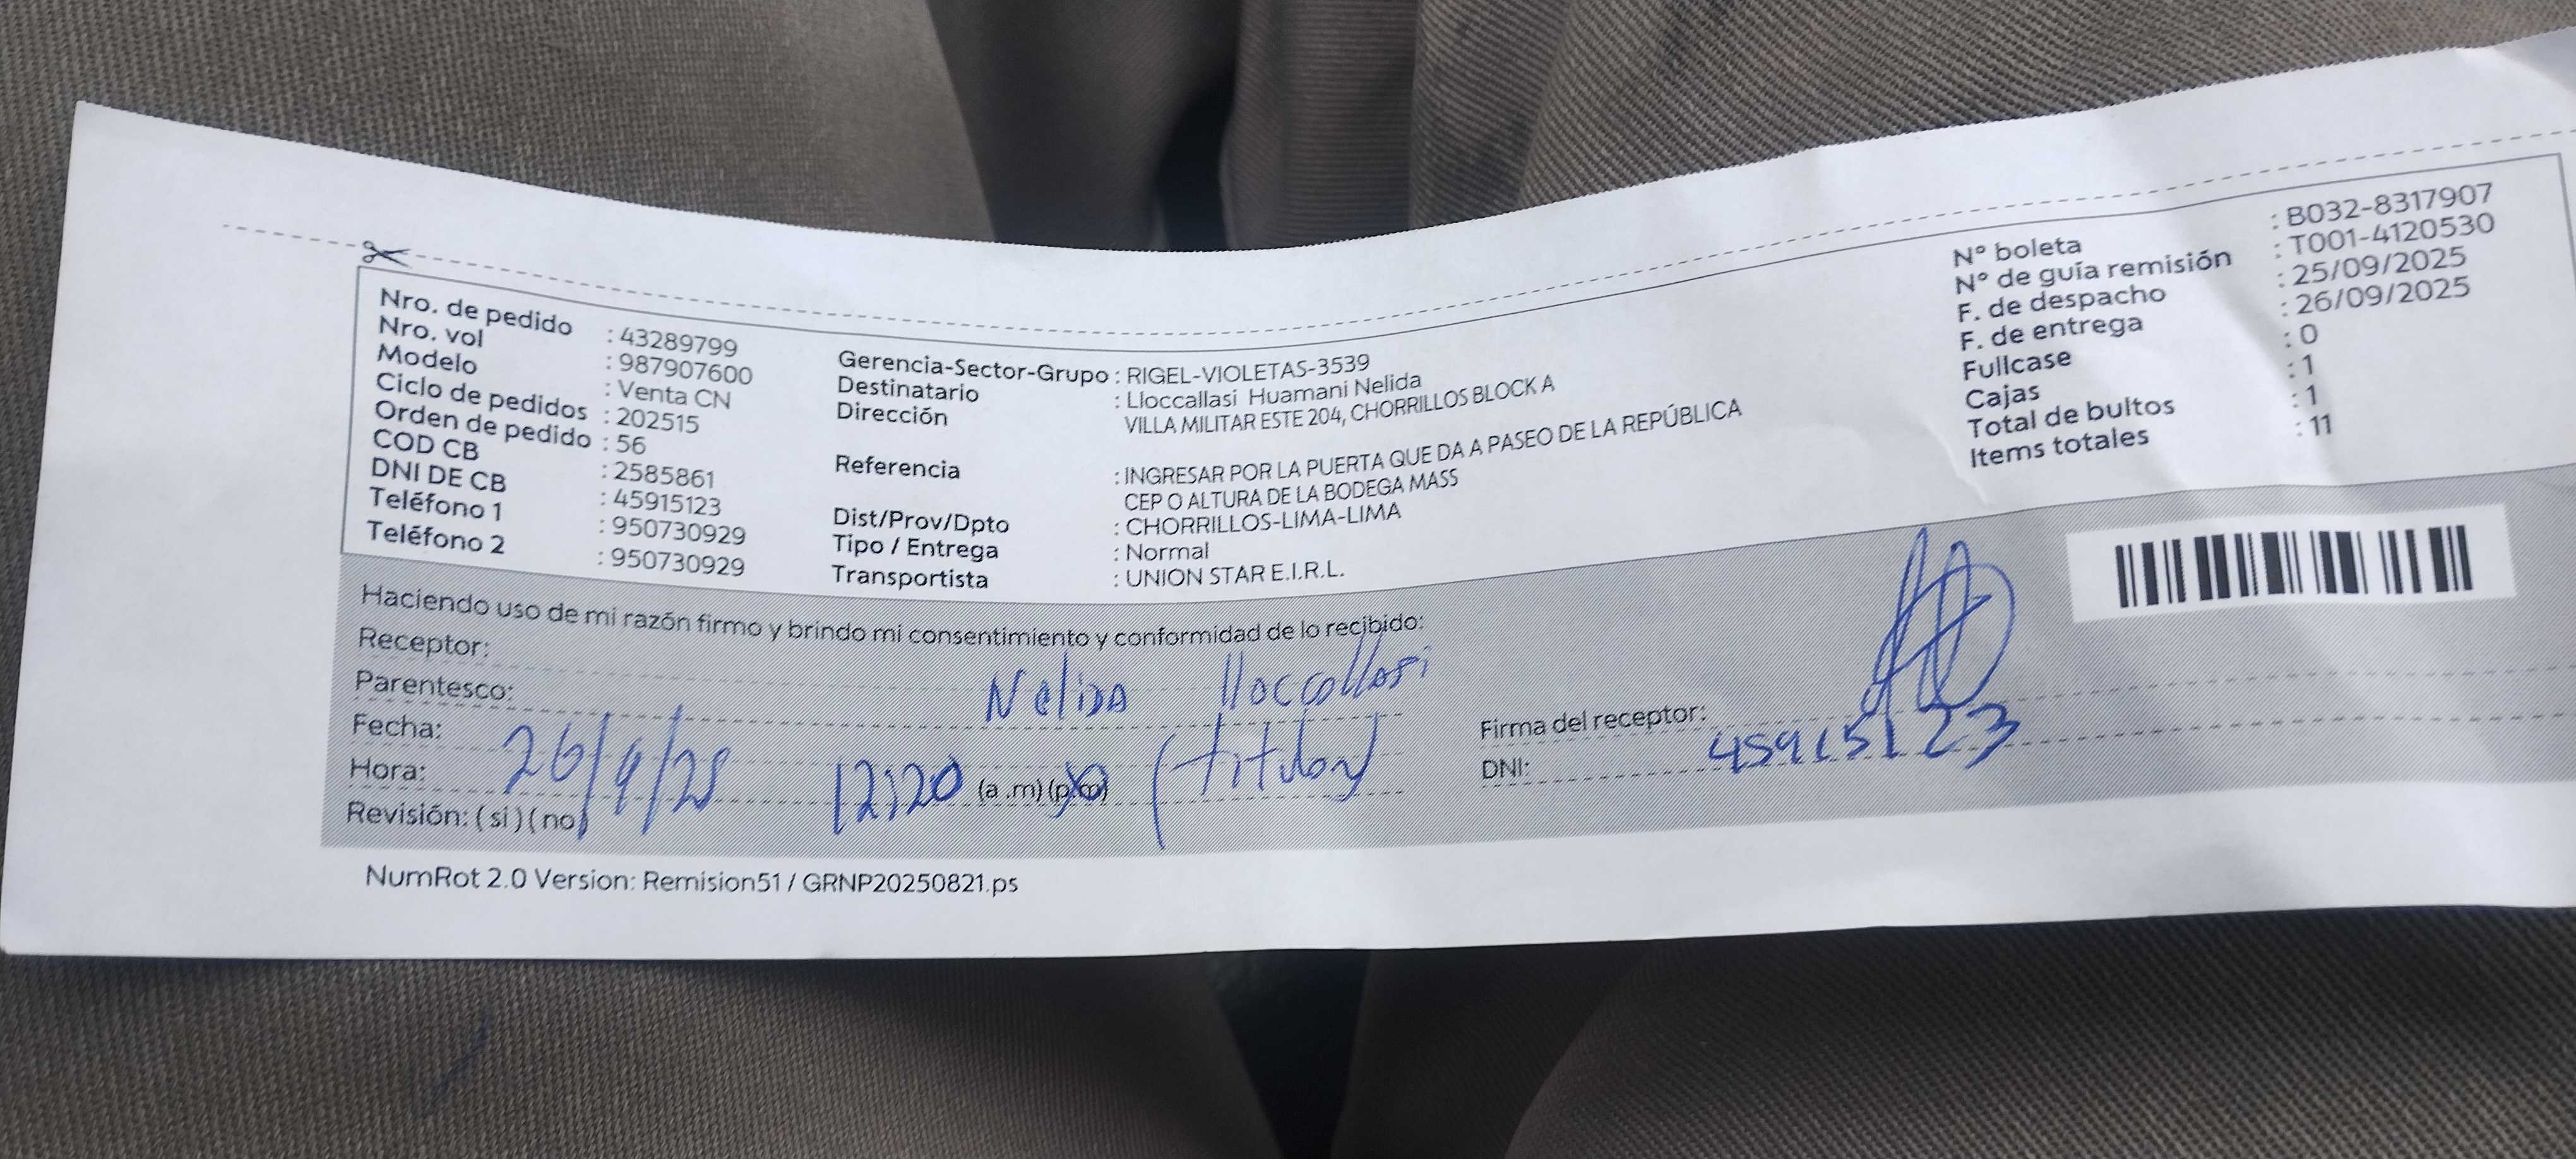 Nro. de pedido : 43289799
Nro. vol : 987907600
Modelo : Venta CN
Ciclo de pedidos : 202515
Orden de pedido : 56
COD CB : 2585861
DNI DE CB : 45915123
Teléfono 1 : 950730929
Teléfono 2 : 950730929
Gerencia-Sector-Grupo : RIGEL-VIOLETAS-3539
Destinatario : Lloccallasi Huamani Nelida
Dirección VILLA MILITAR ESTE 204, CHORRILLOS BLOCK A
Referencia : INGRESAR POR LA PUERTA QUE DA A PASEO DE LA REPÚBLICA
CEP O ALTURA DE LA BODEGA MASS
Dist/Prov/Dpto : CHORRILLOS-LIMA-LIMA
Tipo / Entrega : Normal
Transportista : UNION STAR E.I.R.L.
N° boleta : B032-8317907
N° de guía remisión : T001-4120530
F. de despacho : 25/09/2025
F. de entrega : 26/09/2025
Fullcase : 0
Cajas : 1
Total de bultos : 1
Items totales : 11
Haciendo uso de mi razón firmo y brindo mi consentimiento y conformidad de lo recibido:
Receptor: Nelida lloccallasi
Parentesco: (titular)
Fecha: 26/9/25
Hora: 12:20 (a.m) (p.m)
Revisión: ( si ) ( no )
Firma del receptor:
DNI: 45915123
NumRot 2.0 Version: Remision51 / GRNP20250821.ps